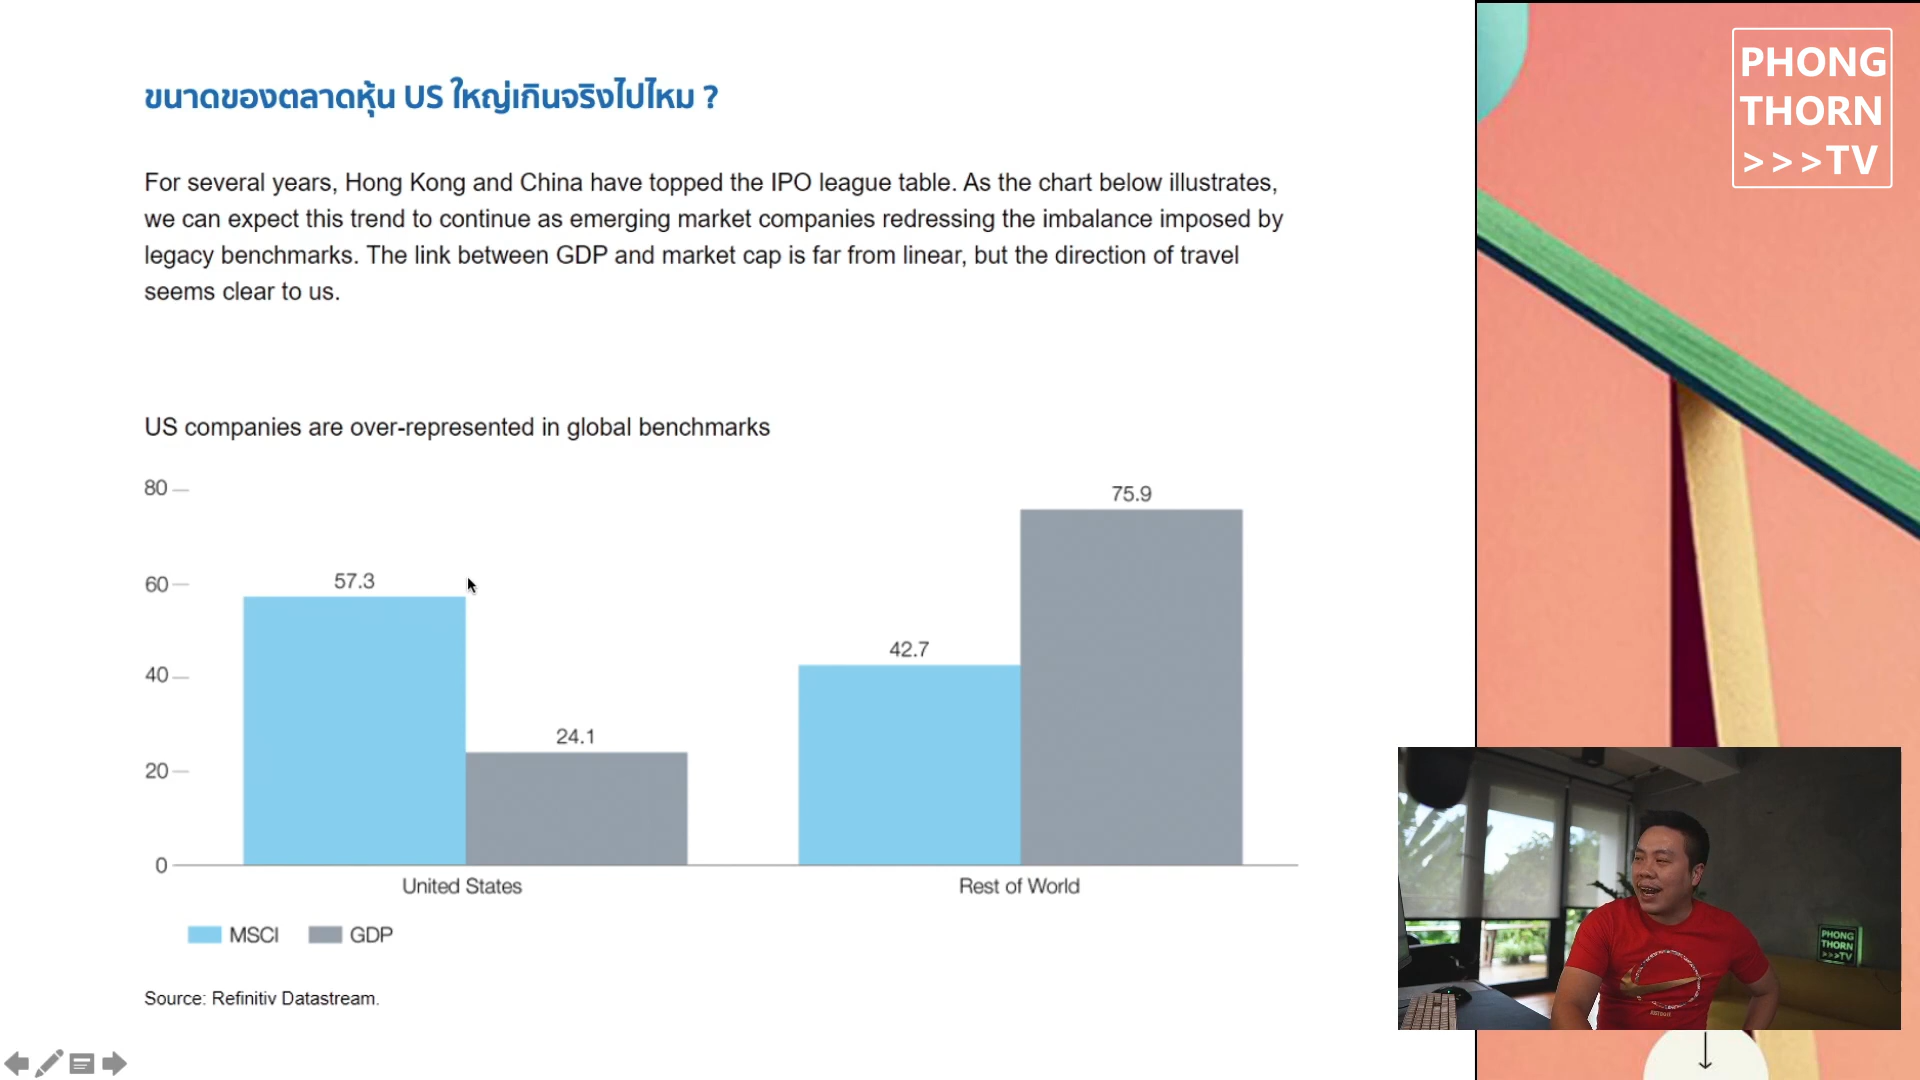 ขนาดของตลาดหุ้น US ใหญ่เกินจริงไปไหม ?
For several years, Hong Kong and China have topped the IPO league table. As the chart below illustrates,
we can expect this trend to continue as emerging market companies redressing the imbalance imposed by
legacy benchmarks. The link between GDP and market cap is far from linear, but the direction of travel
seems clear to us.
US companies are over-represented in global benchmarks
80
60
40
20
0
57.3
24.1
42.7
75.9
United States
Rest of World
MSCI
GDP
Source: Refinitiv Datastream.
PHONG
THORN
>>>TV
PHONG
THORN
>>>TV